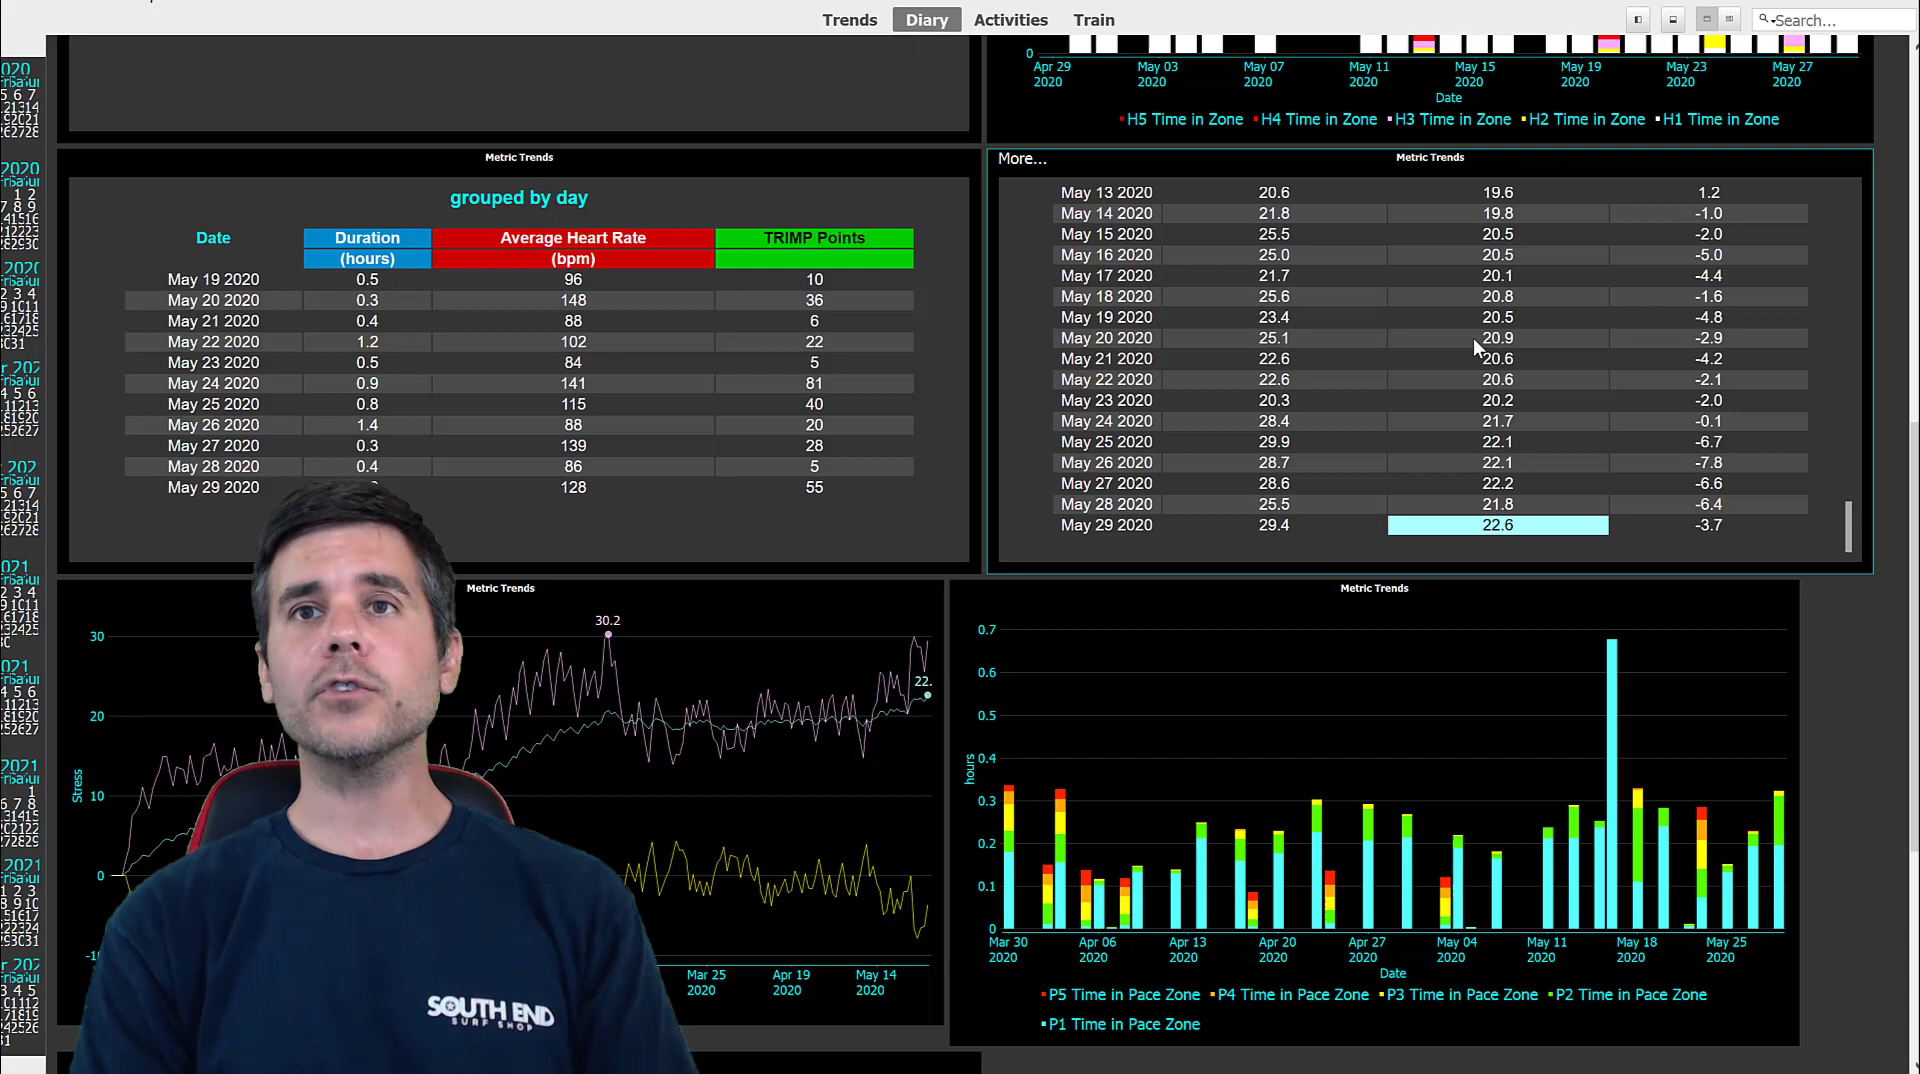 Trends Diary Activities Train
Search...
0
Apr 29 May 03 May 07 May 11 May 15 May 19 May 23 May 27
2020 2020 2020 2020 2020 2020 2020 2020
Date
H5 Time in Zone H4 Time in Zone H3 Time in Zone H2 Time in Zone H1 Time in Zone
Metric Trends
grouped by day
Date Duration Average Heart Rate TRIMP Points
(hours) (bpm)
May 19 2020 0.5 96 10
May 20 2020 0.3 148 36
May 21 2020 0.4 88 6
May 22 2020 1.2 102 22
May 23 2020 0.5 84 5
May 24 2020 0.9 141 81
May 25 2020 0.8 115 40
May 26 2020 1.4 88 20
May 27 2020 0.3 139 28
May 28 2020 0.4 86 5
May 29 2020 128 55
More... Metric Trends
May 13 2020 20.6 19.6 1.2
May 14 2020 21.8 19.8 -1.0
May 15 2020 25.5 20.5 -2.0
May 16 2020 25.0 20.5 -5.0
May 17 2020 21.7 20.1 -4.4
May 18 2020 25.6 20.8 -1.6
May 19 2020 23.4 20.5 -4.8
May 20 2020 25.1 20.9 -2.9
May 21 2020 22.6 20.6 -4.2
May 22 2020 22.6 20.6 -2.1
May 23 2020 20.3 20.2 -2.0
May 24 2020 28.4 21.7 -0.1
May 25 2020 29.9 22.1 -6.7
May 26 2020 28.7 22.1 -7.8
May 27 2020 28.6 22.2 -6.6
May 28 2020 25.5 21.8 -6.4
May 29 2020 29.4 22.6 -3.7
Metric Trends
30.2
30
22.
20
Stress
10
0
Mar 25 Apr 19 May 14
2020 2020 2020
SOUTH END
SURF SHOP
Metric Trends
0.7
0.6
0.5
0.4
hours
0.3
0.2
0.1
0
Mar 30 Apr 06 Apr 13 Apr 20 Apr 27 May 04 May 11 May 18 May 25
2020 2020 2020 2020 2020 2020 2020 2020 2020
Date
P5 Time in Pace Zone P4 Time in Pace Zone P3 Time in Pace Zone P2 Time in Pace Zone
P1 Time in Pace Zone